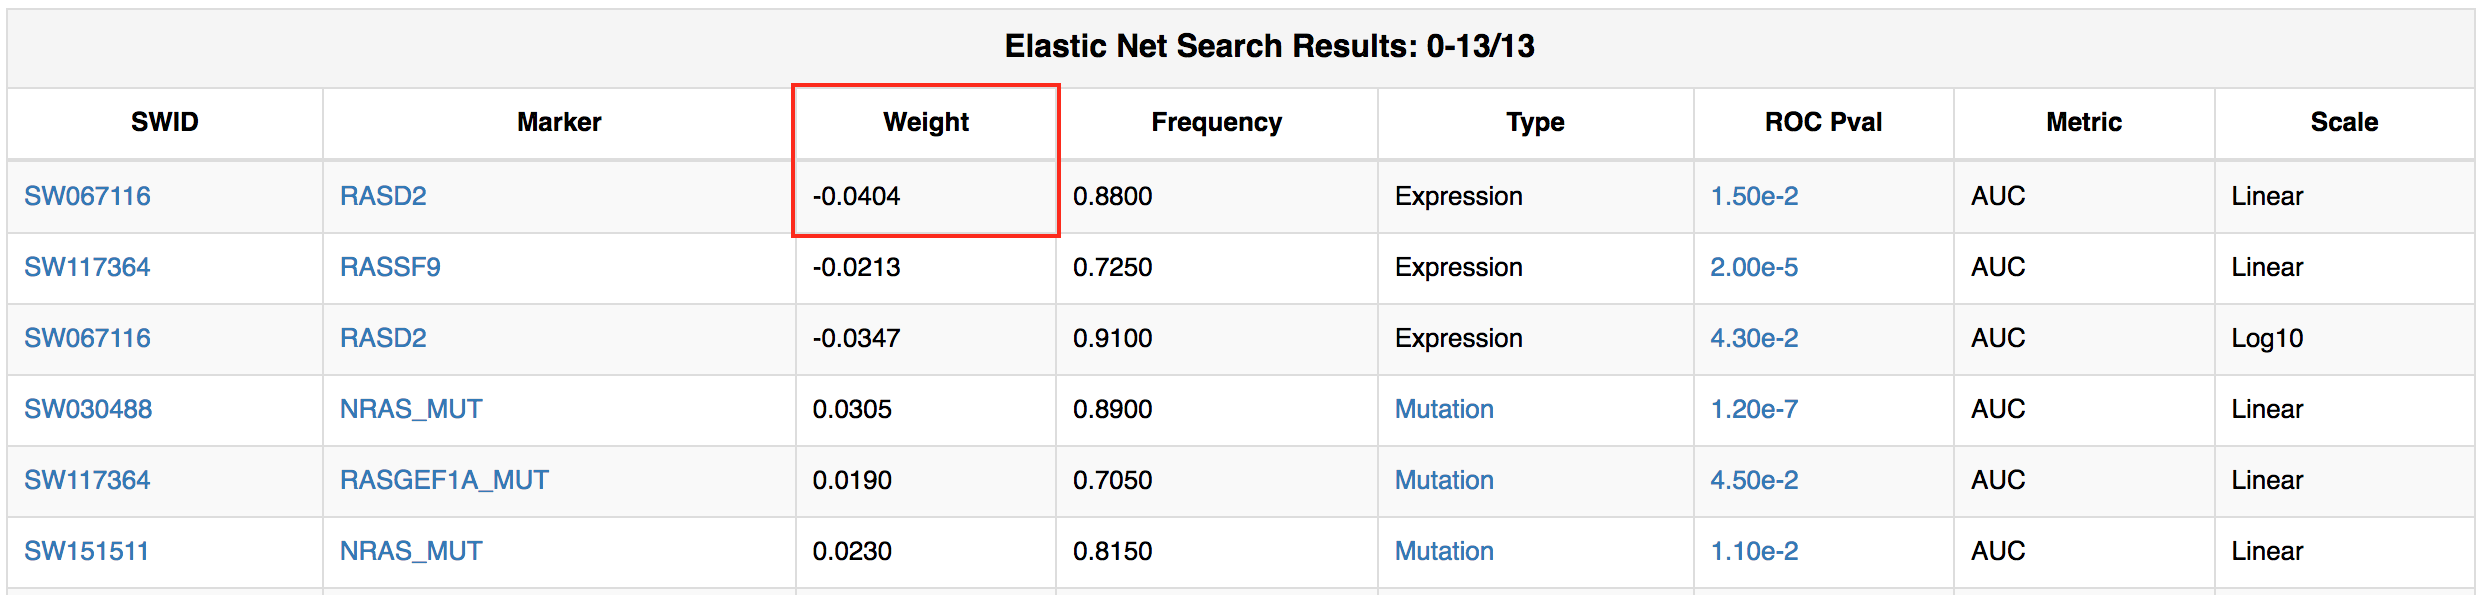 Elastic Net Search Results: 0-13/13
SWID Marker Weight Frequency Type ROC Pval Metric Scale
SW067116 RASD2 -0.0404 0.8800 Expression 1.50e-2 AUC Linear
SW117364 RASSF9 -0.0213 0.7250 Expression 2.00e-5 AUC Linear
SW067116 RASD2 -0.0347 0.9100 Expression 4.30e-2 AUC Log10
SW030488 NRAS_MUT 0.0305 0.8900 Mutation 1.20e-7 AUC Linear
SW117364 RASGEF1A_MUT 0.0190 0.7050 Mutation 4.50e-2 AUC Linear
SW151511 NRAS_MUT 0.0230 0.8150 Mutation 1.10e-2 AUC Linear